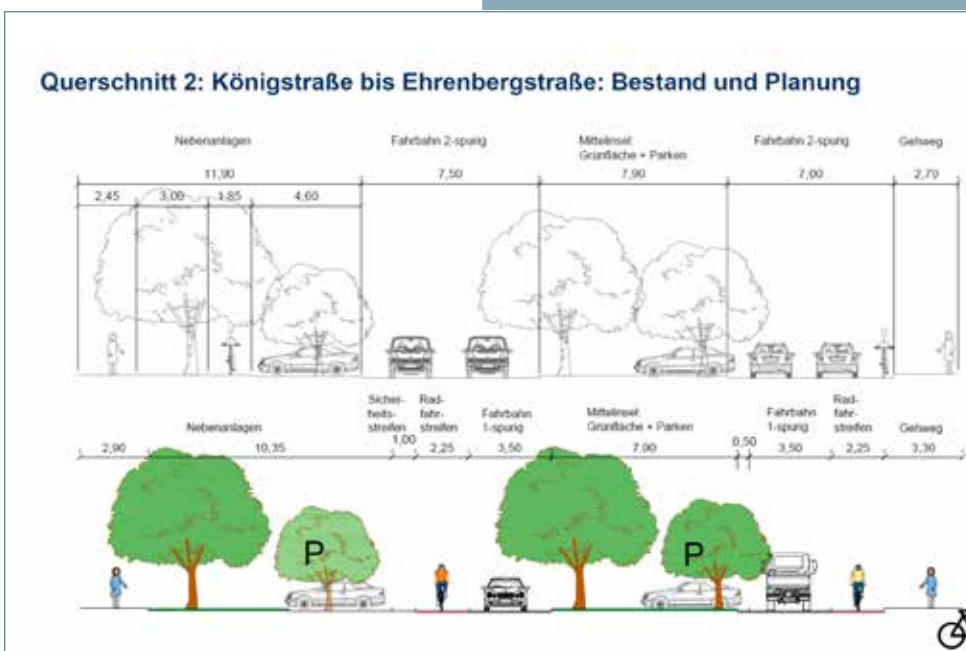 Querschnitt 2: Königstraße bis Ehrenbergstraße: Bestand und Planung
Nebenanlagen
Fahrbahn 2-spurig
Mittelinsel:
Grünfläche + Parken
Fahrbahn 2-spurig
Gehweg
11,90
7,50
7,90
7,00
2,70
2,45
3,00
1,85
4,60
Nebenanlagen
Sicher-
heits-
streifen
Rad-
fahr-
streifen
Fahrbahn
1-spurig
Mittelinsel:
Grünfläche + Parken
Fahrbahn
1-spurig
Rad-
fahr-
streifen
Gehweg
2,90
10,35
1,00
2,25
3,50
7,90
0,50
3,50
2,25
3,30
P
P